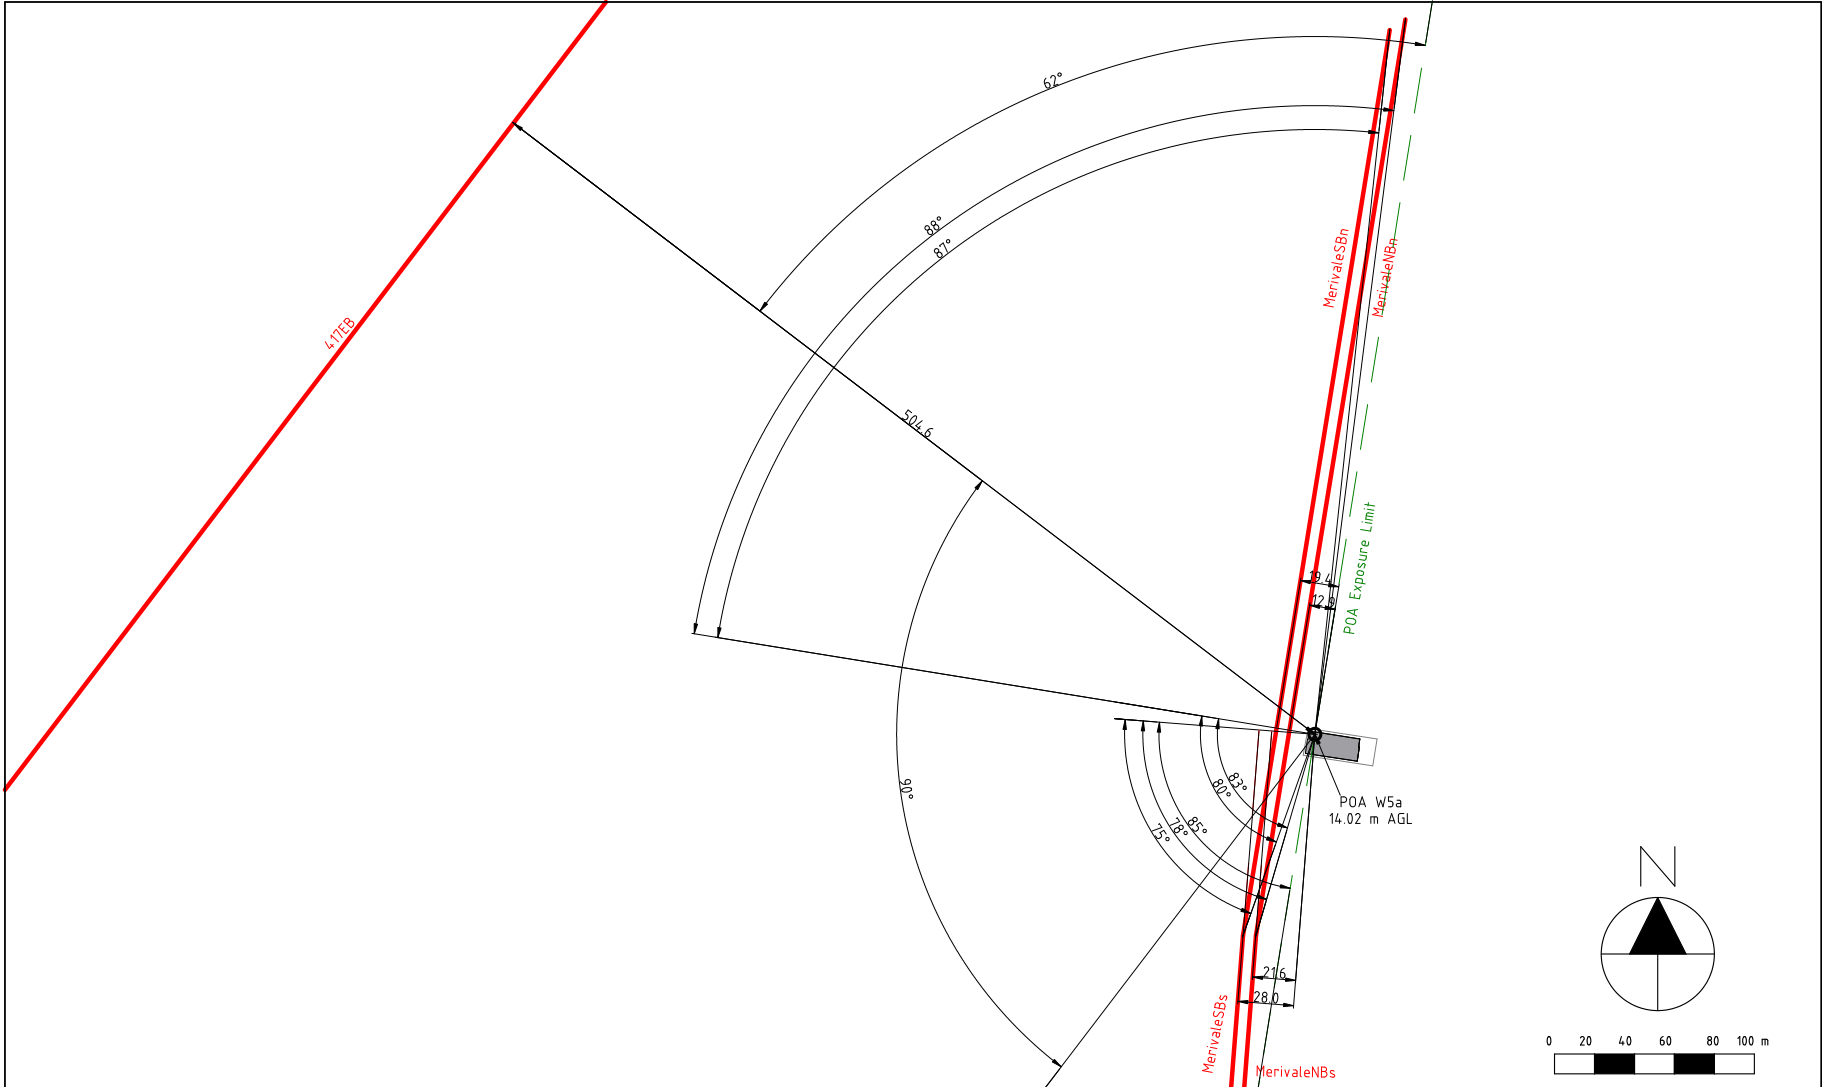 62°
88°
87°
MerivaleSBn
MerivaleNBn
417EB
504.6
POA Exposure Limit
19.4
12.9
90°
83°
80°
85°
78°
75°
POA W5a
14.02 m AGL
N
21.6
28.0
MerivaleSBs
MerivaleNBs
0 20 40 60 80 100 m